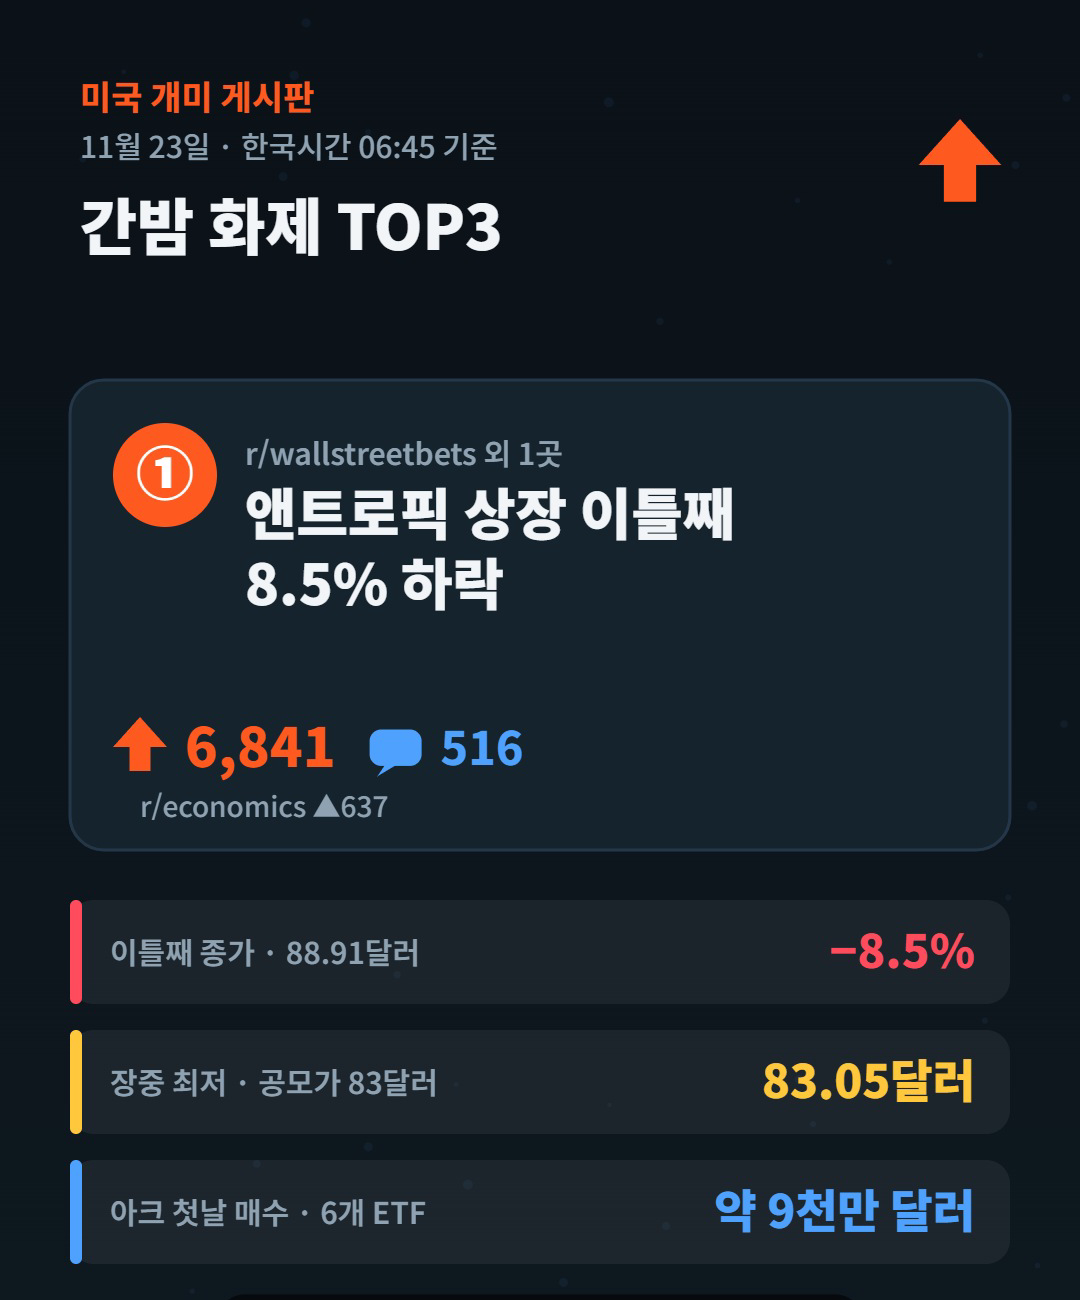 미국 개미 게시판
11월 23일 · 한국시간 06:45 기준
간밤 화제 TOP3
①
r/wallstreetbets 외 1곳
앤트로픽 상장 이틀째
8.5% 하락
6,841 516
r/economics ▲637
이틀째 종가 · 88.91달러 −8.5%
장중 최저 · 공모가 83달러 83.05달러
아크 첫날 매수 · 6개 ETF 약 9천만 달러